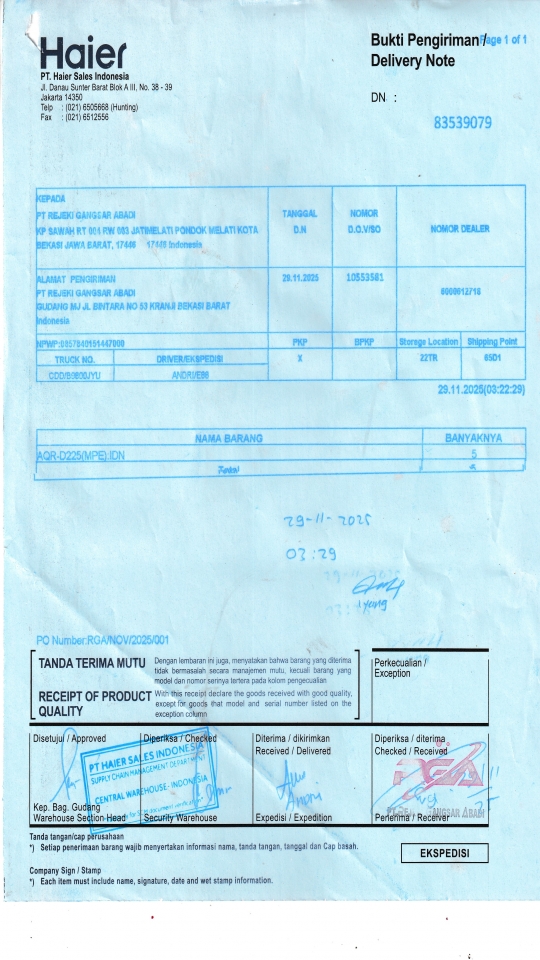 Haier
Bukti Pengiriman / Page 1 of 1
Delivery Note
PT. Haier Sales Indonesia
Jl. Danau Sunter Barat Blok A III, No. 38 - 39
Jakarta 14350
Telp : (021) 6505668 (Hunting)
Fax : (021) 6512556
DN :
83539079
KEPADA
PT REJEKI GANGSAR ABADI
KP SAWAH RT 001 RW 003 JATIMELATI PONDOK MELATI KOTA
BEKASI JAWA BARAT, 17446 17446 Indonesia
TANGGAL
D.N
NOMOR
D.O.V/SO
NOMOR DEALER
ALAMAT PENGIRIMAN
PT REJEKI GANGSAR ABADI
GUDANG MJ JL BINTARA NO 53 KRANJI BEKASI BARAT
Indonesia
29.11.2025
10553581
NPWP:
PKP
BPKP
Storage Location
Shipping Point
TRUCK NO.
DRIVER/EKSPEDISI
X
22TR
65D1
ANDRI/E86
29.11.2025(03:22:29)
NAMA BARANG
BANYAKNYA
AQR-D225(MPE):IDN
5
Total
29-11-2025
03:29
PO Number:RGA/NOV/2025/001
TANDA TERIMA MUTU
Dengan lembaran ini juga, menyatakan bahwa barang yang diterima
tidak bermasalah secara manajemen mutu, kecuali barang yang
model dan nomor serinya tertera pada kolom pengecualian
RECEIPT OF PRODUCT
QUALITY
With this receipt declare the goods received with good quality,
except for goods that model and serial number listed on the
exception column
Perkecualian /
Exception
Disetujui / Approved
Diperiksa / Checked
Diterima / dikirimkan
Received / Delivered
Diperiksa / diterima
Checked / Received
PT HAIER SALES INDONESIA
SUPPLY CHAIN MANAGEMENT DEPARTMENT
CENTRAL WAREHOUSE - INDONESIA
RGA
Andri
Kep. Bag. Gudang
Warehouse Section Head
Security Warehouse
Expedisi / Expedition
Penerima / Receiver
GANGSAR ABADI
Tanda tangan/cap perusahaan
*) Setiap penerimaan barang wajib menyertakan informasi nama, tanda tangan, tanggal dan Cap basah.
EKSPEDISI
Company Sign / Stamp
*) Each item must include name, signature, date and wet stamp information.